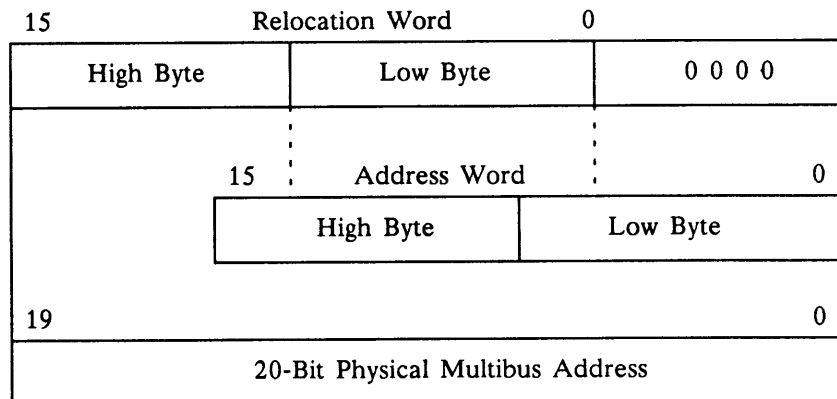 15 Relocation Word 0
High Byte Low Byte 0 0 0 0
15 Address Word 0
High Byte Low Byte
19 0
20-Bit Physical Multibus Address